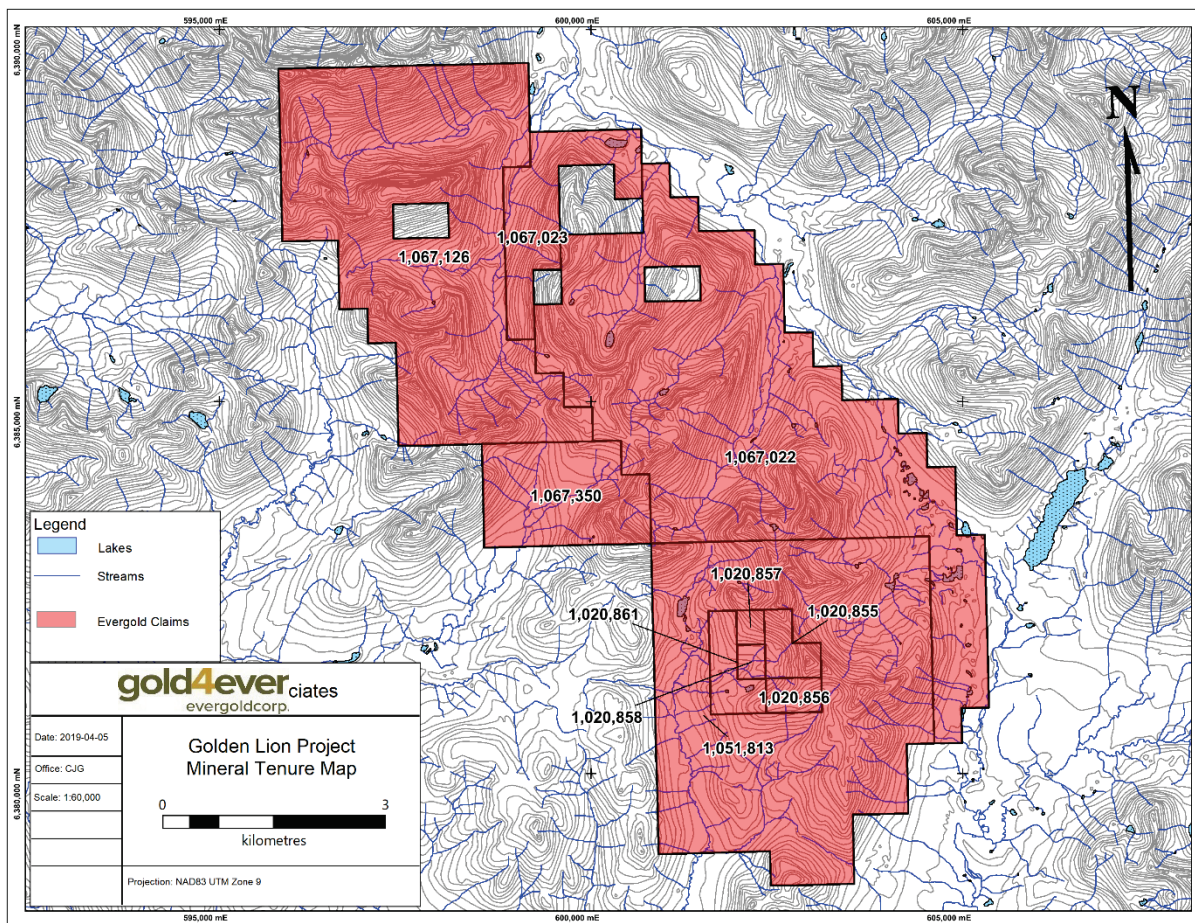 595,000 mE
600,000 mE
605,000 mE
6,390,000 mN
N
1,067,023
1,067,126
6,385,000 mN
1,067,022
1,067,350
Legend
Lakes
Streams
Evergold Claims
1,020,857
1,020,861
1,020,855
1,020,856
1,020,858
1,051,813
gold4ever
ciates
evergoldcorp.
Date: 2019-04-05
Office: CJG
Scale: 1:60,000
Golden Lion Project
Mineral Tenure Map
0 3
kilometres
Projection: NAD83 UTM Zone 9
6,380,000 mN
595,000 mE
600,000 mE
605,000 mE